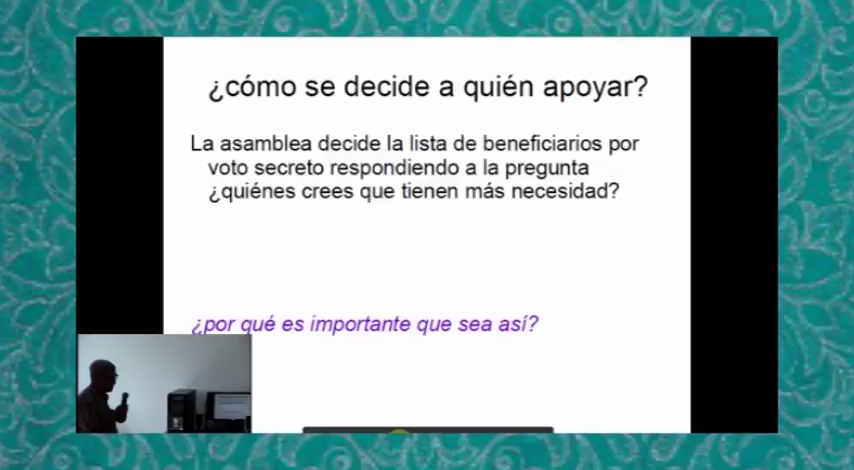 ¿cómo se decide a quién apoyar?
La asamblea decide la lista de beneficiarios por
voto secreto respondiendo a la pregunta
¿quiénes crees que tienen más necesidad?
¿por qué es importante que sea así?